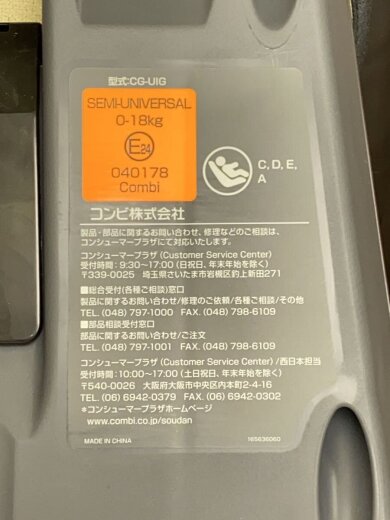 型式:CG-UIG
SEMI-UNIVERSAL
0-18kg
E24
040178
Combi
C, D, E,
A
コンビ株式会社
製品・部品に関するお問い合わせ、修理などのご相談は、
コンシューマープラザにて対応いたします。
コンシューマープラザ(Customer Service Center)
受付時間:9:30〜17:00(日祝日、年末年始を除く)
〒339-0025 埼玉県さいたま市岩槻区釣上新田271
■総合受付(各種ご相談)窓口
製品に関するお問い合わせ/修理のご依頼/各種ご相談/その他
TEL. (048) 797-1000 FAX. (048) 798-6109
■部品相談受付窓口
部品に関するお問い合わせ/ご注文
TEL. (048) 797-1001 FAX. (048) 798-6109
コンシューマープラザ(Customer Service Center)/西日本担当
受付時間:10:00〜17:00(土日祝日、年末年始を除く)
〒540-0026 大阪府大阪市中央区内本町2-4-16
TEL. (06) 6942-0379 FAX. (06) 6942-0302
*コンシューマープラザホームページ
www.combi.co.jp/soudan
MADE IN CHINA 165636060